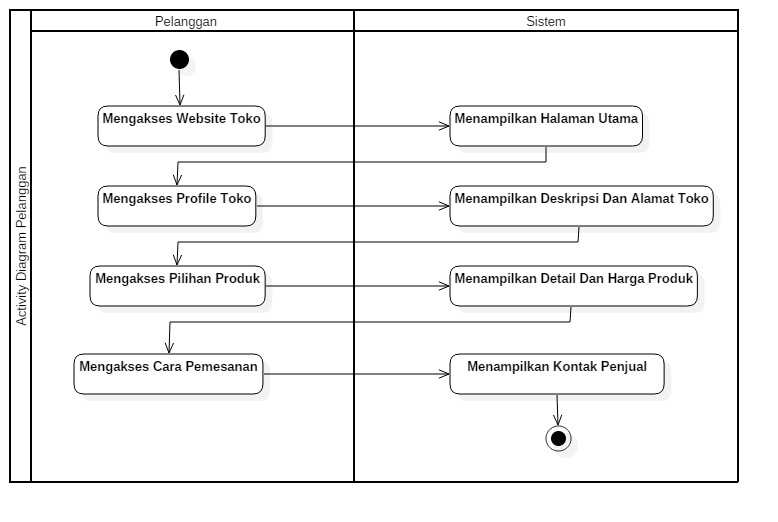 Pelanggan
Sistem
Activity Diagram Pelanggan
Mengakses Website Toko
Menampilkan Halaman Utama
Mengakses Profile Toko
Menampilkan Deskripsi Dan Alamat Toko
Mengakses Pilihan Produk
Menampilkan Detail Dan Harga Produk
Mengakses Cara Pemesanan
Menampilkan Kontak Penjual